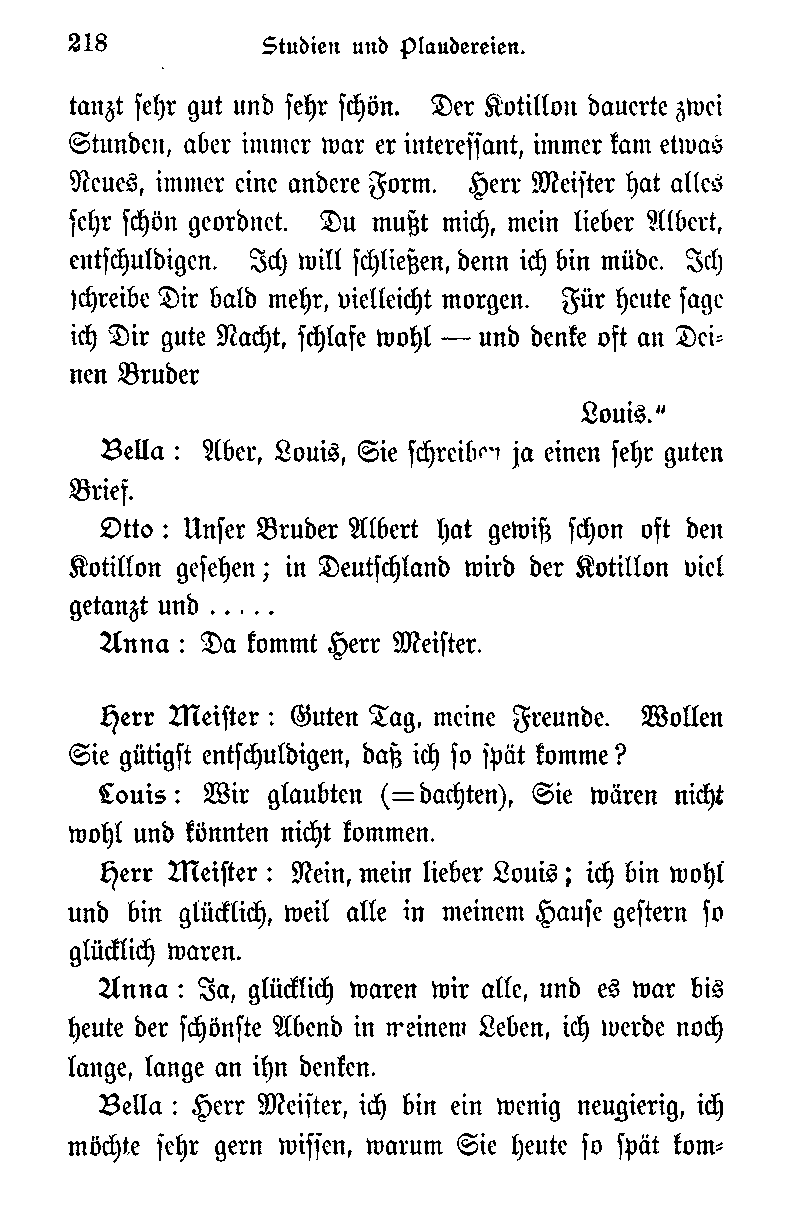 218 Studien und Plaudereien.
tanzt sehr gut und sehr schön. Der Kotillon dauerte zwei
Stunden, aber immer war er interessant, immer kam etwas
Neues, immer eine andere Form. Herr Meister hat alles
sehr schön geordnet. Du mußt mich, mein lieber Albert,
entschuldigen. Ich will schließen, denn ich bin müde. Ich
schreibe Dir bald mehr, vielleicht morgen. Für heute sage
ich Dir gute Nacht, schlafe wohl — und denke oft an Dei-
nen Bruder
Louis."
Bella: Aber, Louis, Sie schreiben ja einen sehr guten
Brief.
Otto: Unser Bruder Albert hat gewiß schon oft den
Kotillon gesehen; in Deutschland wird der Kotillon viel
getanzt und .....
Anna: Da kommt Herr Meister.
Herr Meister: Guten Tag, meine Freunde. Wollen
Sie gütigst entschuldigen, daß ich so spät komme?
Louis: Wir glaubten (=dachten), Sie wären nicht
wohl und könnten nicht kommen.
Herr Meister: Nein, mein lieber Louis; ich bin wohl
und bin glücklich, weil alle in meinem Hause gestern so
glücklich waren.
Anna: Ja, glücklich waren wir alle, und es war bis
heute der schönste Abend in meinem Leben, ich werde noch
lange, lange an ihn denken.
Bella: Herr Meister, ich bin ein wenig neugierig, ich
möchte sehr gern wissen, warum Sie heute so spät kom-